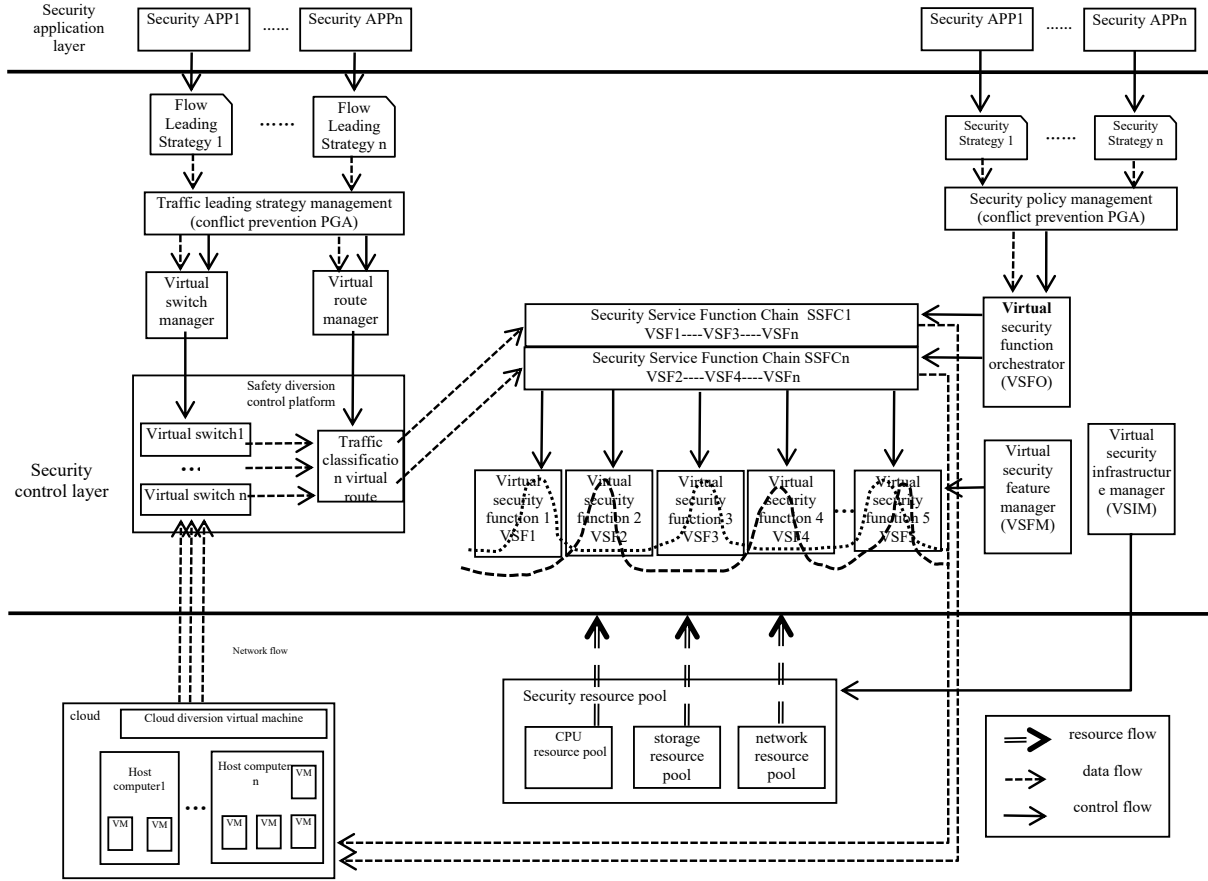 Security
application
layer
Security APP1
......
Security APPn
Security APP1
......
Security APPn
Flow
Leading
Strategy 1
......
Flow
Leading
Strategy n
Security
Strategy 1
......
Security
Strategy n
Traffic leading strategy management
(conflict prevention PGA)
Security policy management
(conflict prevention PGA)
Virtual
switch
manager
Virtual
route
manager
Security Service Function Chain SSFC1
VSF1----VSF3----VSFn
Security Service Function Chain SSFCn
VSF2----VSF4----VSFn
Virtual
security
function
orchestrator
(VSFO)
Safety diversion
control platform
Virtual switch1
...
Virtual switch n
Traffic
classificatio
n virtual
route
Security
control layer
Virtual
security
function 1
VSF1
Virtual
security
function 2
VSF2
Virtual
security
function 3
VSF3
Virtual
security
function 4
VSF4
...
Virtual
security
function 5
VSF5
Virtual
security
feature
manager
(VSFM)
Virtual
security
infrastructur
e manager
(VSIM)
Network flow
cloud
Cloud diversion virtual machine
Host
computer1
VM
VM
...
Host computer
n
VM
VM
VM
VM
Security resource pool
CPU
resource pool
storage
resource
pool
network
resource
pool
resource flow
data flow
control flow